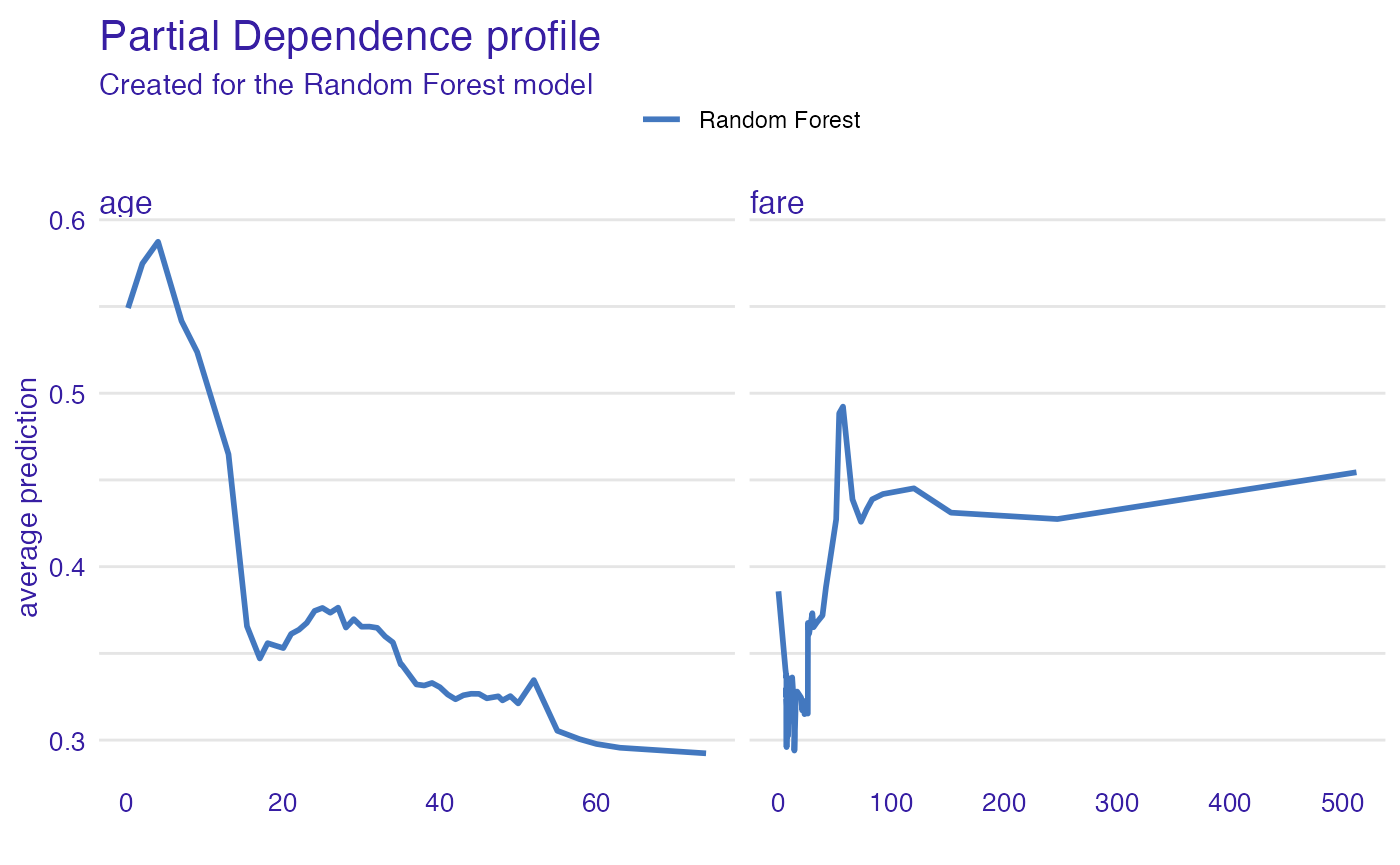 Partial Dependence profile
Created for the Random Forest model
Random Forest
age
fare
average prediction
0.6
0.5
0.4
0.3
0 20 40 60
0 100 200 300 400 500